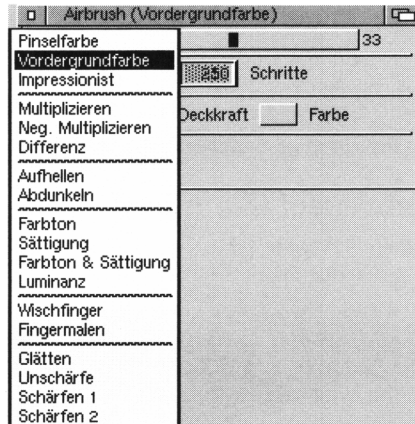 Airbrush (Vordergrundfarbe)
Pinselfarbe
33
Vordergrundfarbe
Impressionist
250 Schritte
Multiplizieren
Neg. Multiplizieren
Deckkraft Farbe
Differenz
Aufhellen
Abdunkeln
Farbton
Sättigung
Farbton & Sättigung
Luminanz
Wischfinger
Fingermalen
Glätten
Unschärfe
Schärfen 1
Schärfen 2